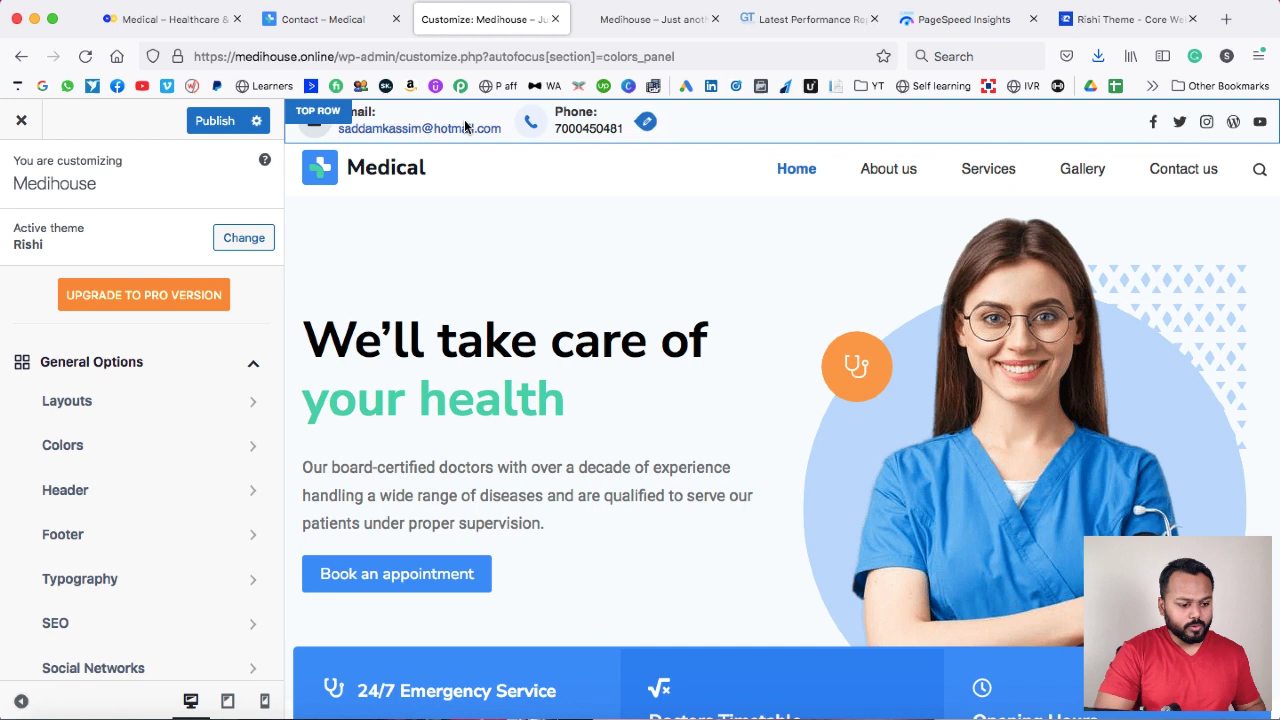 Medical – Healthcare &
Contact – Medical
Customize: Medihouse – Ju
Medihouse – Just anoth
GT Latest Performance Re
PageSpeed Insights
Rishi Theme - Core We
https://medihouse.online/wp-admin/customize.php?autofocus[section]=colors_panel
Search
Learners
P aff
WA
YT
Self learning
IVR
Other Bookmarks
Publish
TOP ROW
saddamkassim@hotm
.com
Phone:
7000450481
You are customizing
Medihouse
Medical
Home
About us
Services
Gallery
Contact us
Active theme
Rishi
Change
UPGRADE TO PRO VERSION
General Options
Layouts
Colors
Header
Footer
Typography
SEO
Social Networks
We'll take care of
your health
Our board-certified doctors with over a decade of experience
handling a wide range of diseases and are qualified to serve our
patients under proper supervision.
Book an appointment
24/7 Emergency Service
Doctors Timetable
Opening Hours